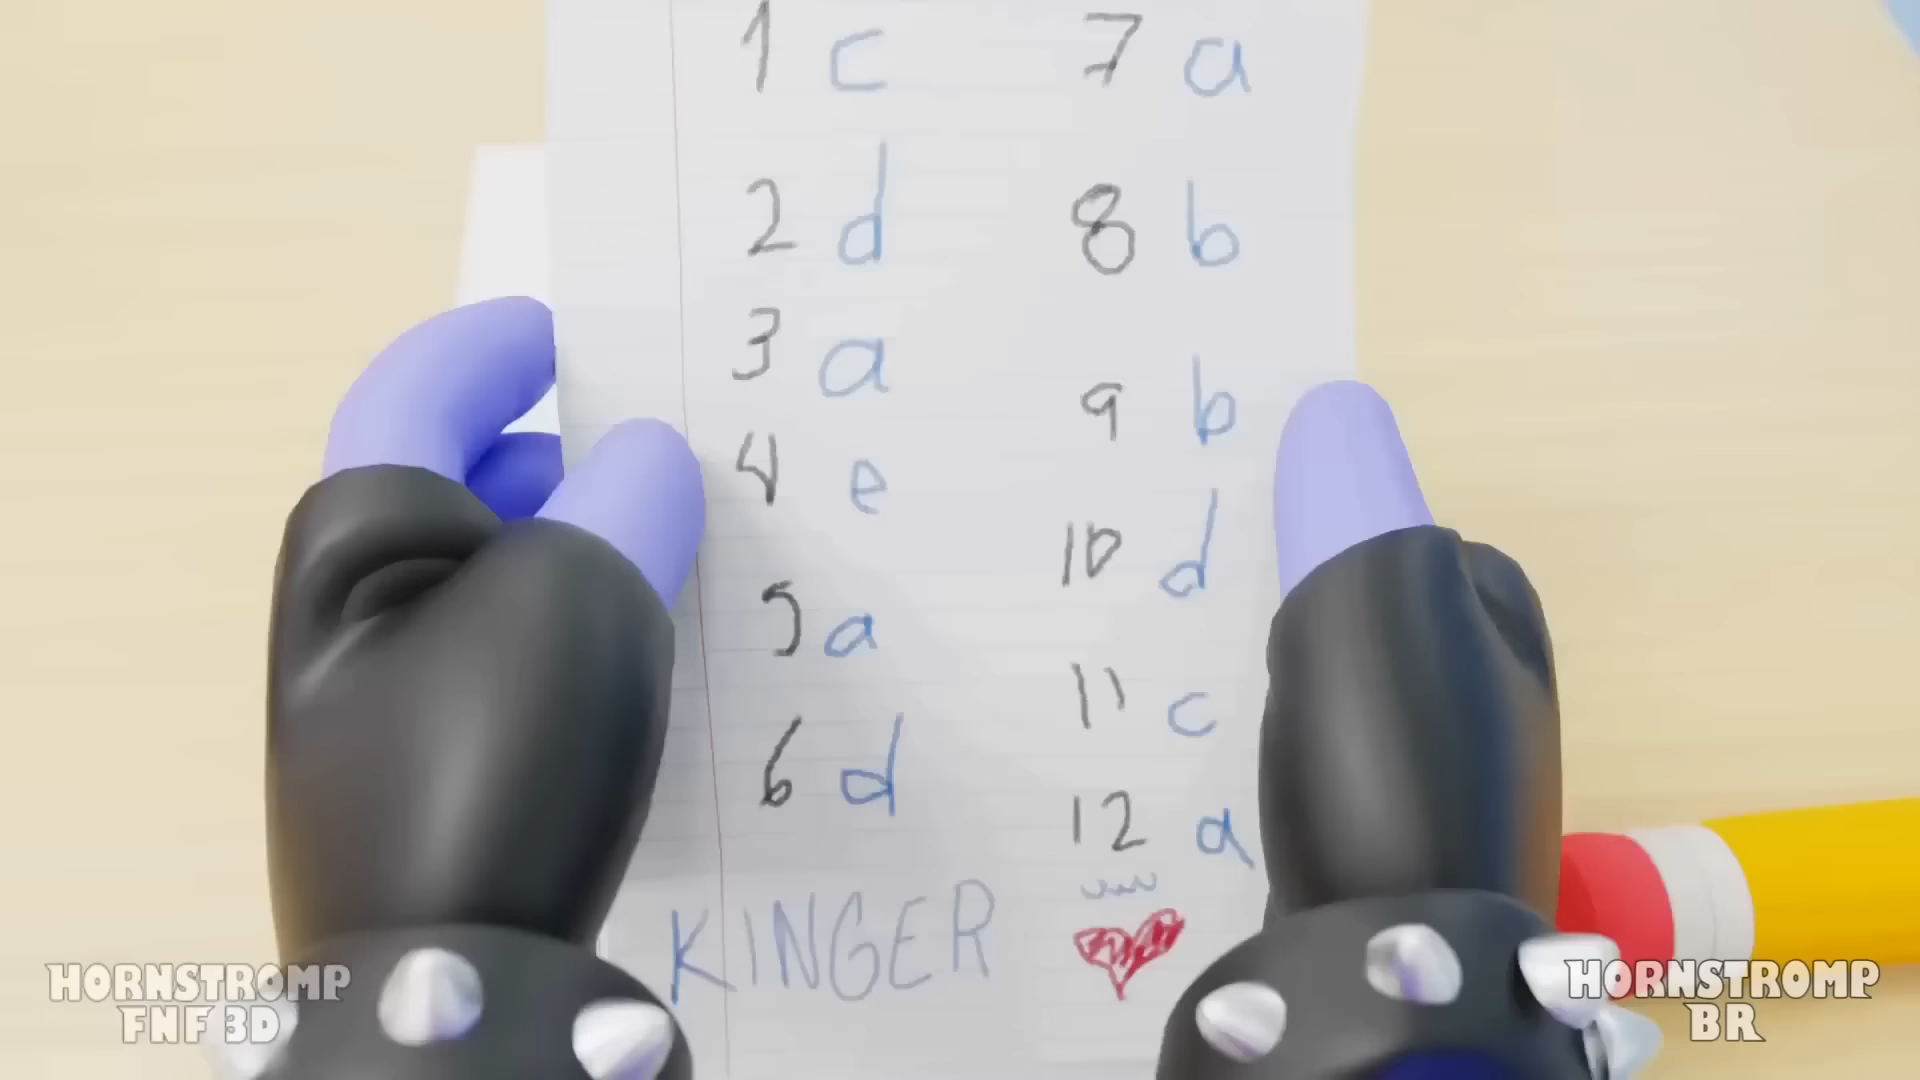 1 c
2 d
3 a
4 e
5 a
6 d
7 a
8 b
9 b
10 d
11 c
12 a
KINGER
HORNSTROMP
FNF 3D
HORNSTROMP
BR